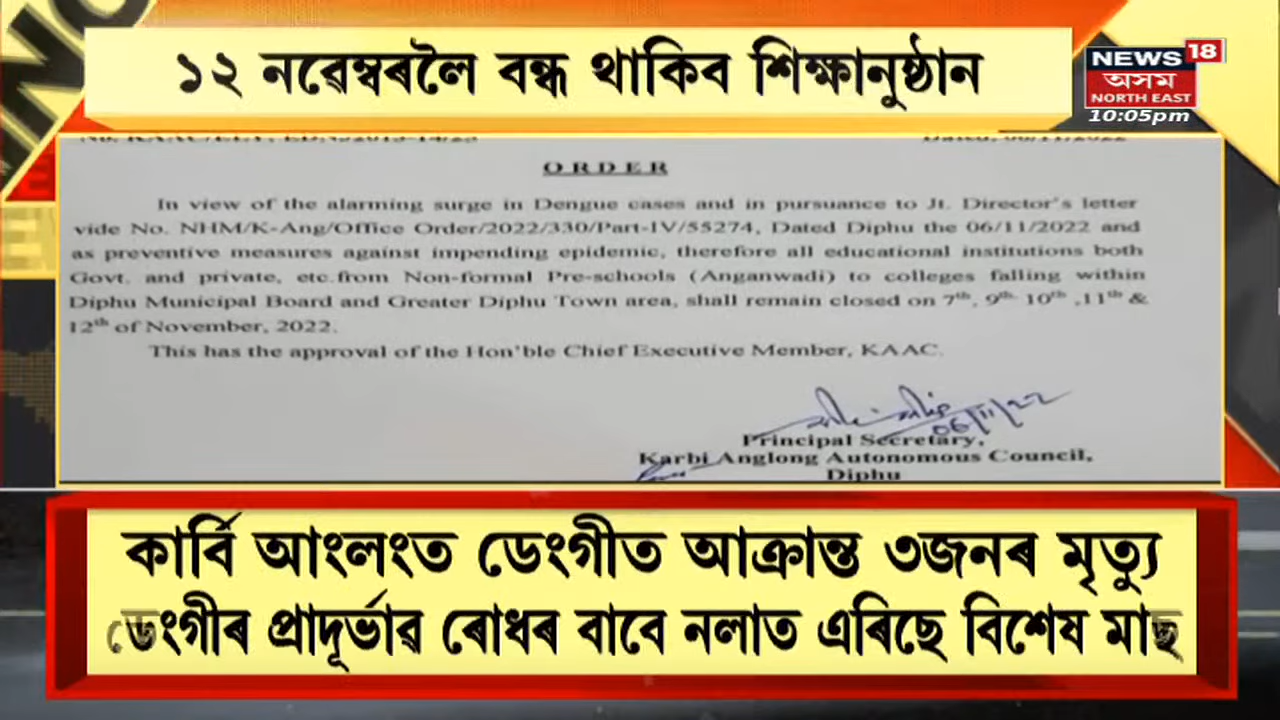 ১২ নৱেম্বৰলৈ বন্ধ থাকিব শিক্ষানুষ্ঠান
NEWS 18
অসম
NORTH EAST
10:05pm
ORDER
In view of the alarming surge in Dengue cases and in pursuance to Jt. Director's letter
vide No. NHM/K-Ang/Office Order/2022/330/Part-IV/55274, Dated Diphu the 06/11/2022 and
as preventive measures against impending epidemic, therefore all educational institutions both
Govt. and private, etc.from Non-formal Pre-schools (Anganwadi) to colleges falling within
Diphu Municipal Board and Greater Diphu Town area, shall remain closed on 7th, 9th 10th ,11th &
12th of November, 2022.
This has the approval of the Hon'ble Chief Executive Member, KAAC.
06/11/22
Principal Secretary,
Karbi Anglong Autonomous Council,
Diphu
কাৰ্বি আংলংত ডেংগীত আক্ৰান্ত ৩জনৰ মৃত্যু
ডেংগীৰ প্ৰাদূৰ্ভাৱ ৰোধৰ বাবে নলাত এৰিছে বিশেষ মাছ